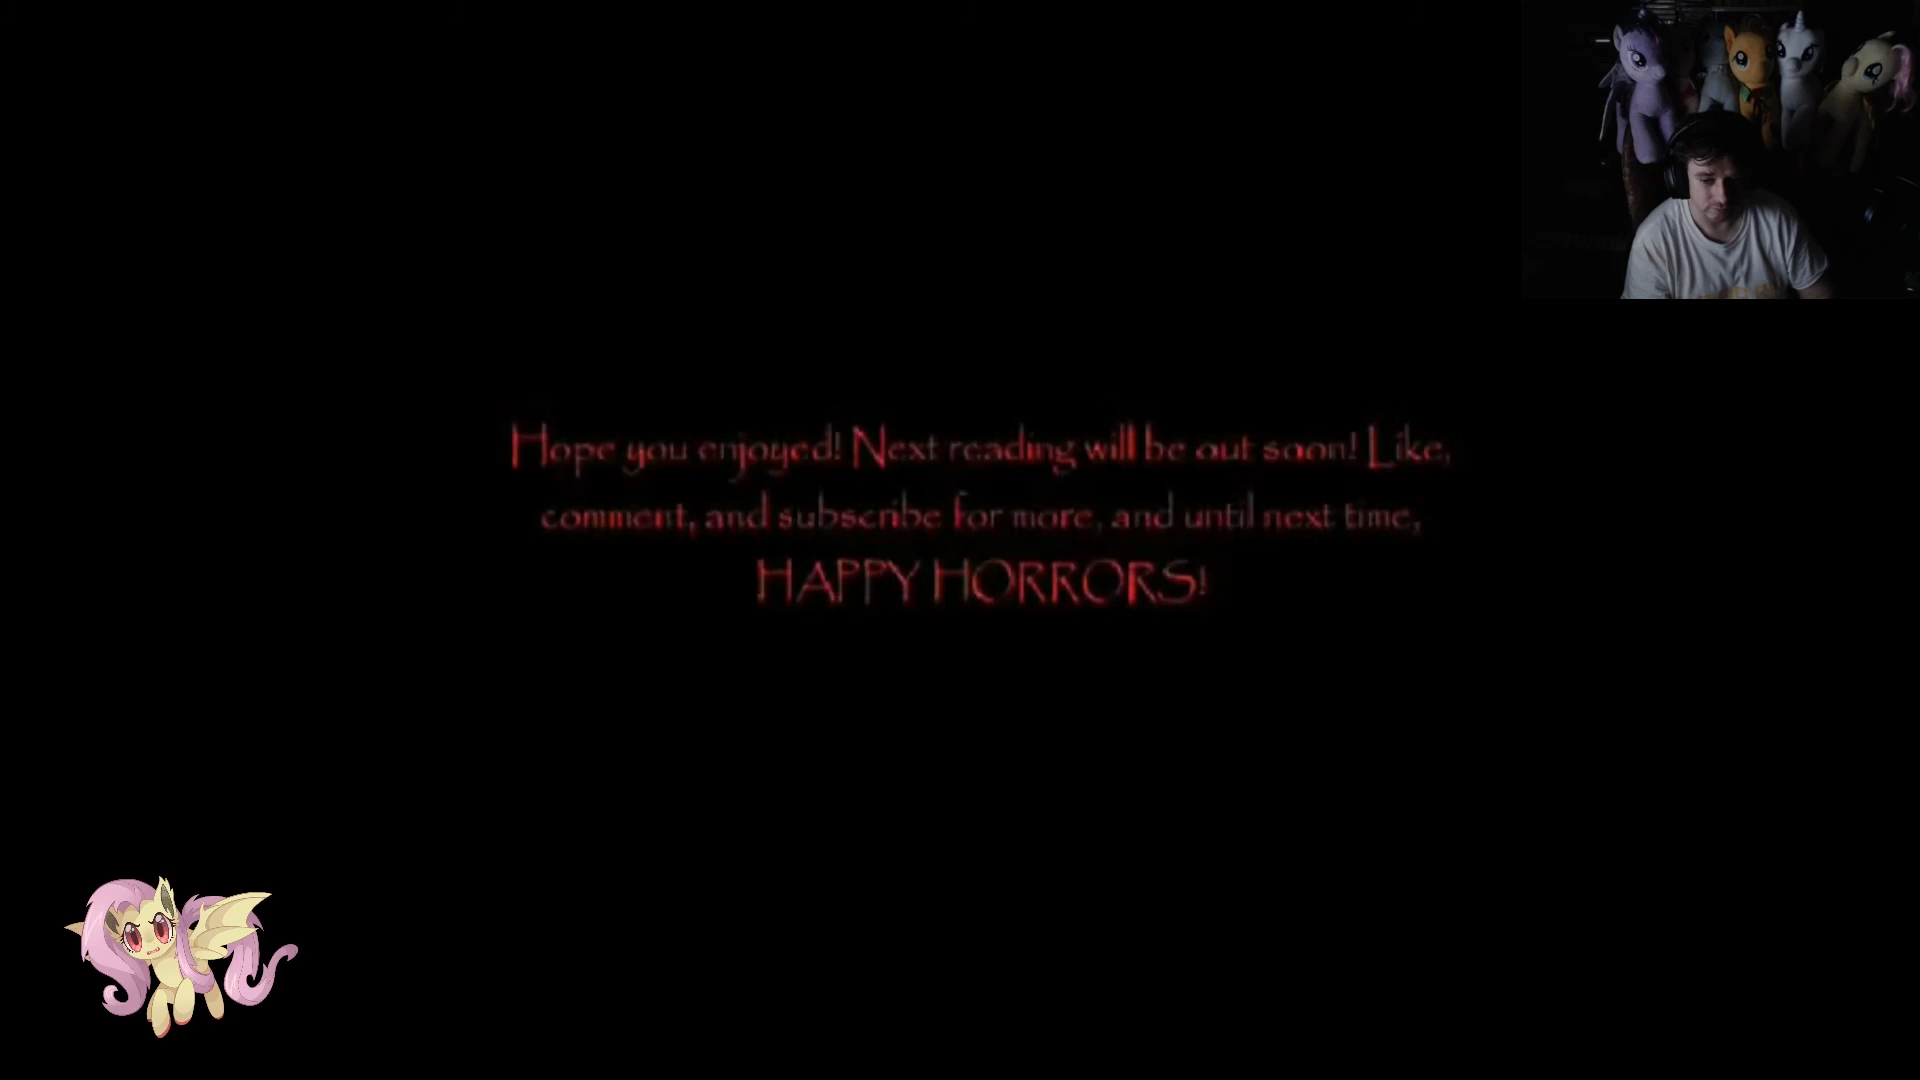 Hope you enjoyed! Next reading will be out soon! Like,
comment, and subscribe for more, and until next time,
HAPPY HORRORS!